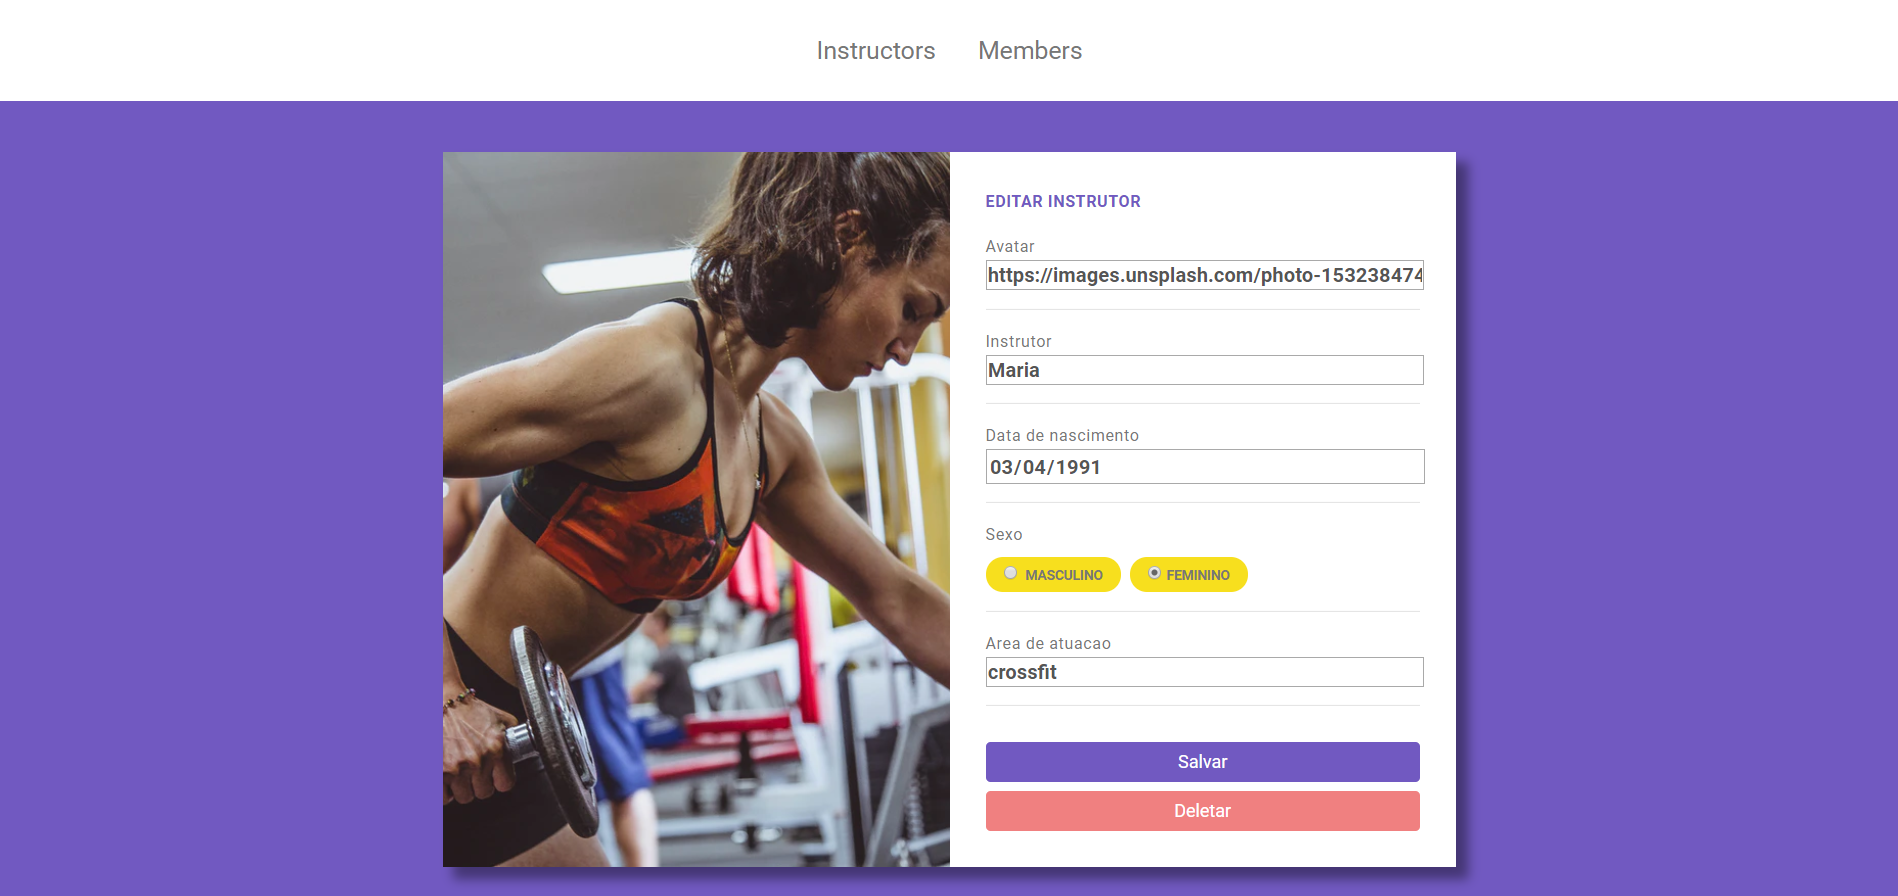 Instructors Members
EDITAR INSTRUTOR
Avatar
https://images.unsplash.com/photo-153238474
Instrutor
Maria
Data de nascimento
03/04/1991
Sexo
MASCULINO FEMININO
Area de atuacao
crossfit
Salvar
Deletar